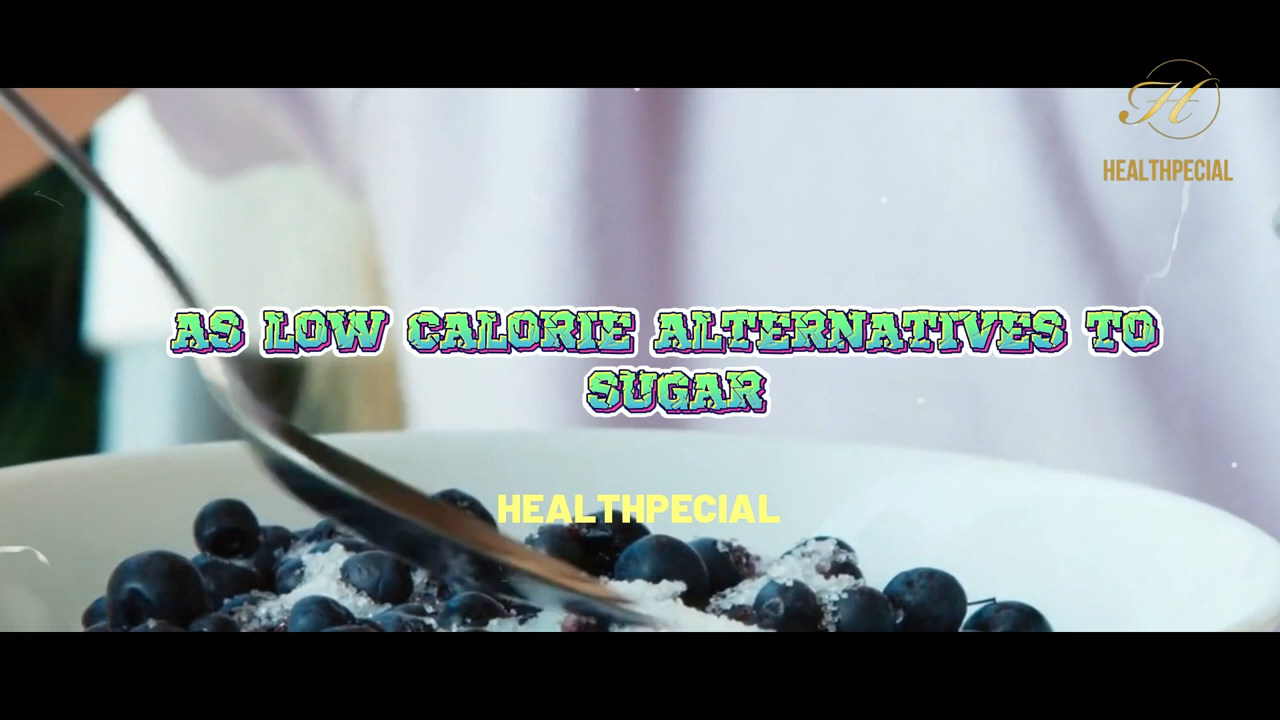 H
HEALTHPECIAL
AS LOW CALORIE ALTERNATIVES TO
SUGAR
HEALTHPECIAL